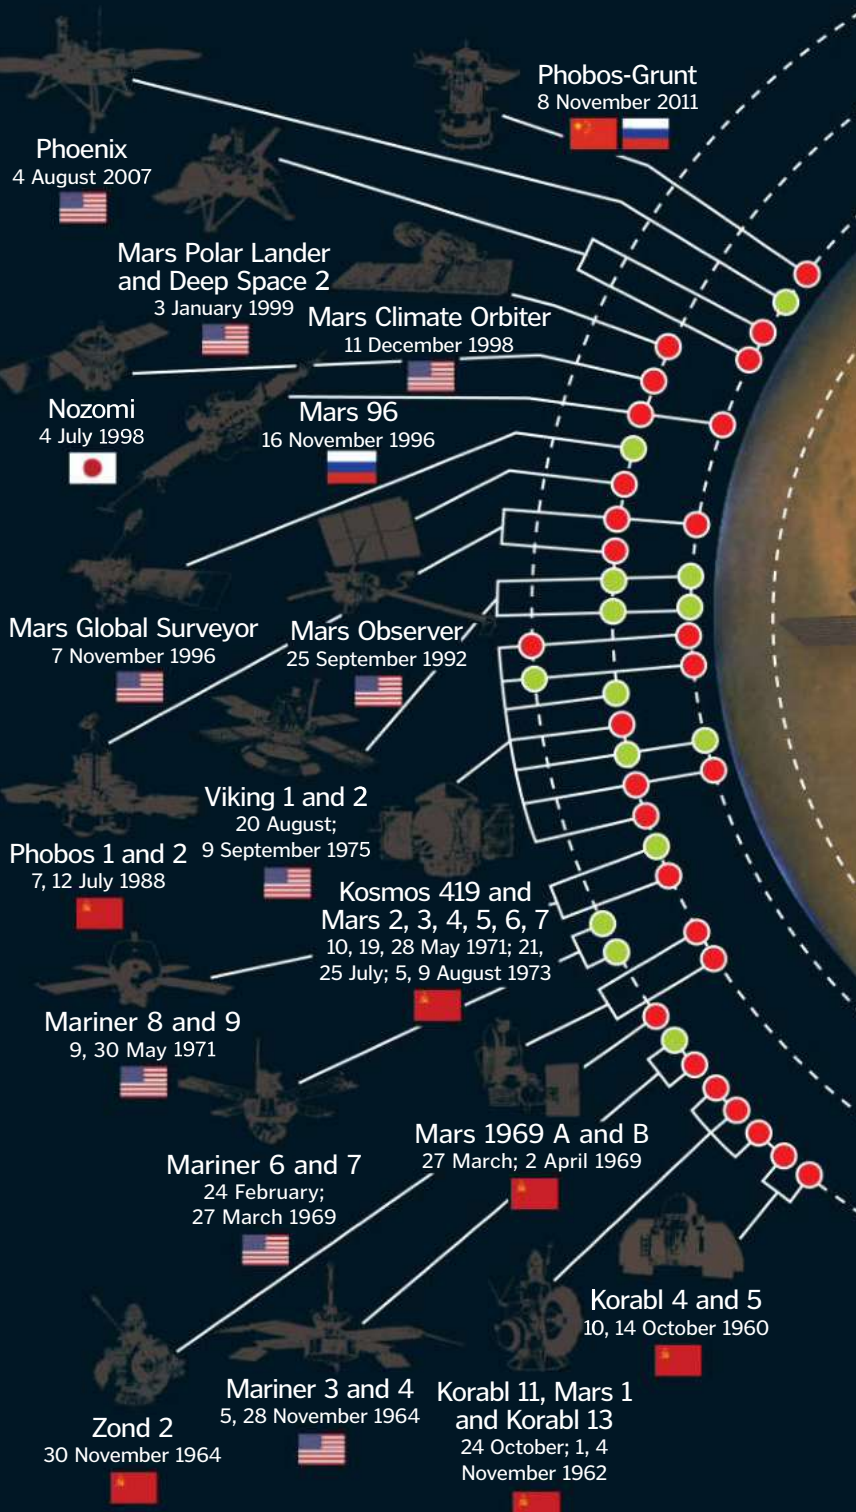 Phobos-Grunt
8 November 2011
Phoenix
4 August 2007
Mars Polar Lander
and Deep Space 2
3 January 1999
Mars Climate Orbiter
11 December 1998
Nozomi
4 July 1998
Mars 96
16 November 1996
Mars Global Surveyor
7 November 1996
Mars Observer
25 September 1992
Viking 1 and 2
20 August;
9 September 1975
Phobos 1 and 2
7, 12 July 1988
Kosmos 419 and
Mars 2, 3, 4, 5, 6, 7
10, 19, 28 May 1971; 21,
25 July; 5, 9 August 1973
Mariner 8 and 9
9, 30 May 1971
Mars 1969 A and B
27 March; 2 April 1969
Mariner 6 and 7
24 February;
27 March 1969
Korabl 4 and 5
10, 14 October 1960
Mariner 3 and 4
5, 28 November 1964
Korabl 11, Mars 1
and Korabl 13
24 October; 1, 4
November 1962
Zond 2
30 November 1964